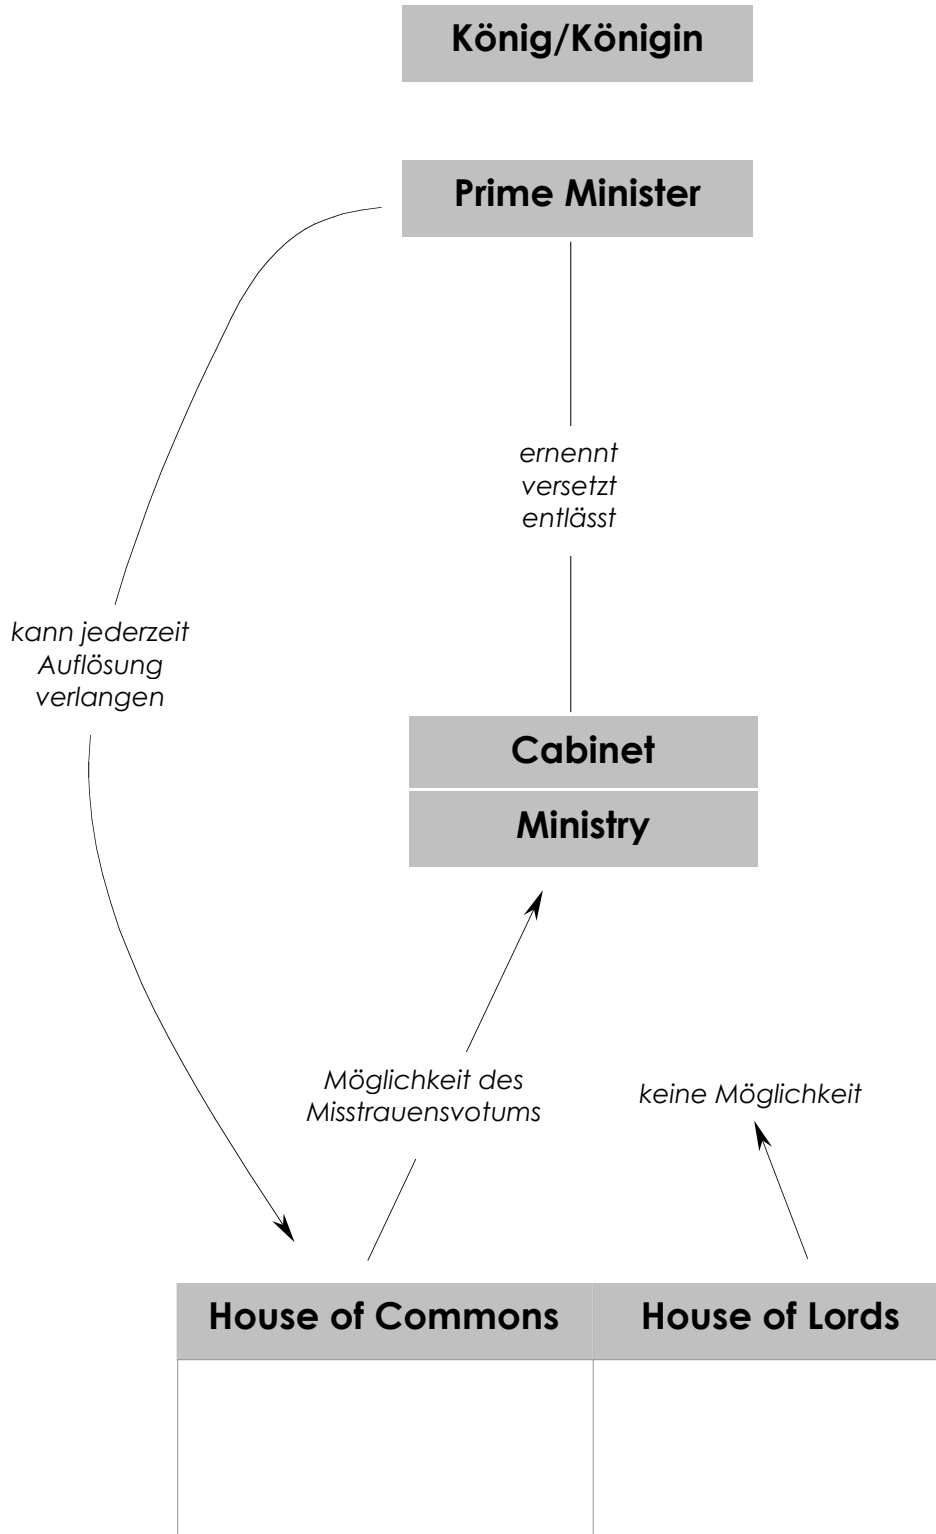 König/Königin
Prime Minister
ernennt
versetzt
entlässt
kann jederzeit
Auflösung
verlangen
Cabinet
Ministry
Möglichkeit des
Misstrauensvotums
keine Möglichkeit
House of Commons
House of Lords